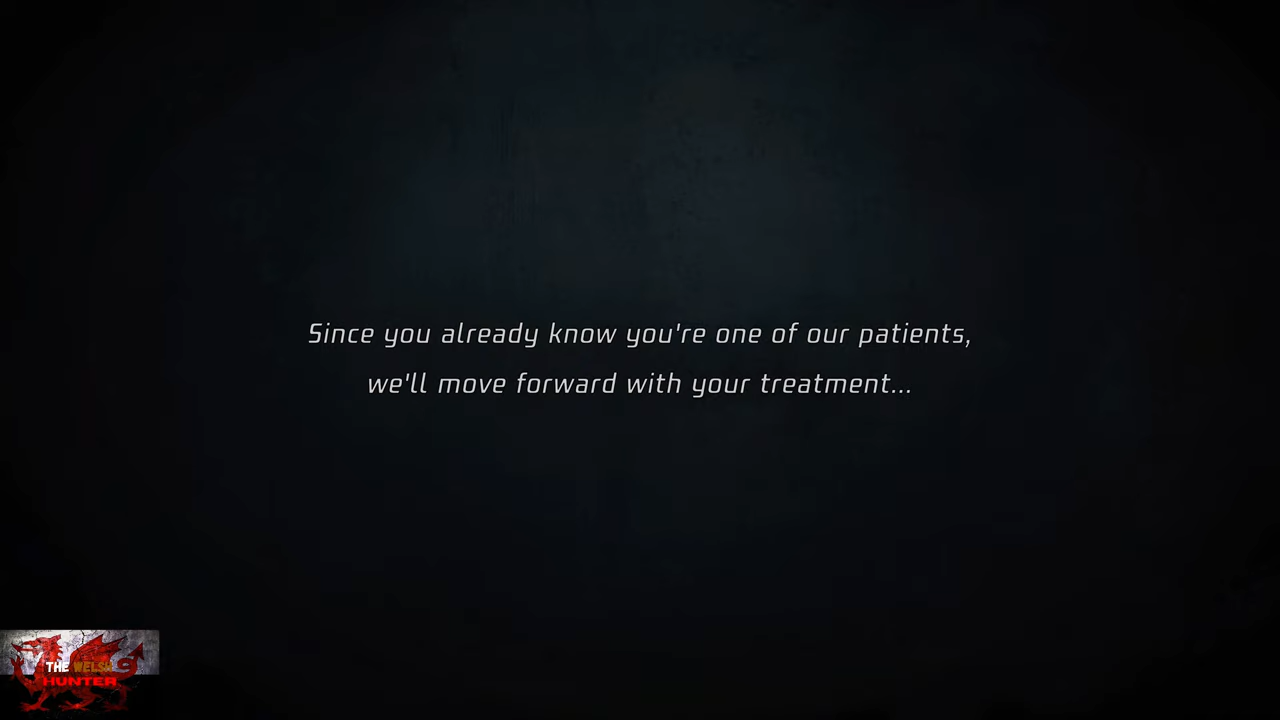 Since you already know you're one of our patients,
we'll move forward with your treatment...
THE WELSH
HUNTER